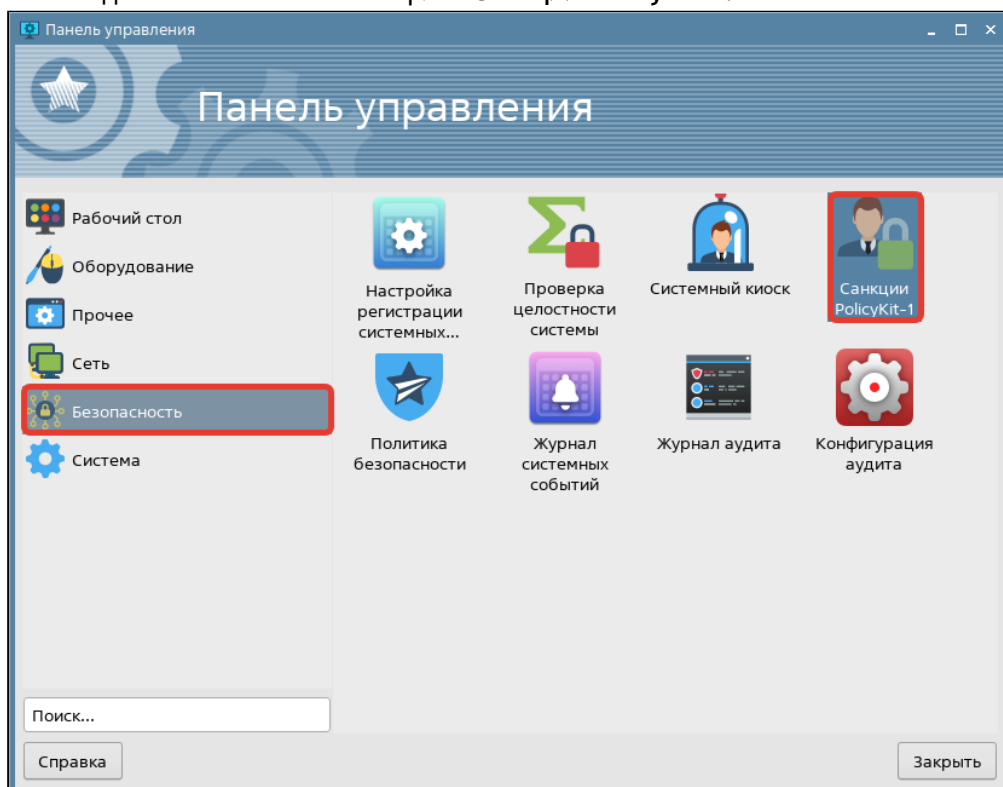 Панель управления
Панель управления
Рабочий стол
Оборудование
Прочее
Сеть
Безопасность
Система
Настройка
регистрации
системных...
Проверка
целостности
системы
Системный киоск
Санкции
PolicyKit-1
Политика
безопасности
Журнал
системных
событий
Журнал аудита
Конфигурация
аудита
Поиск...
Справка
Закрыть